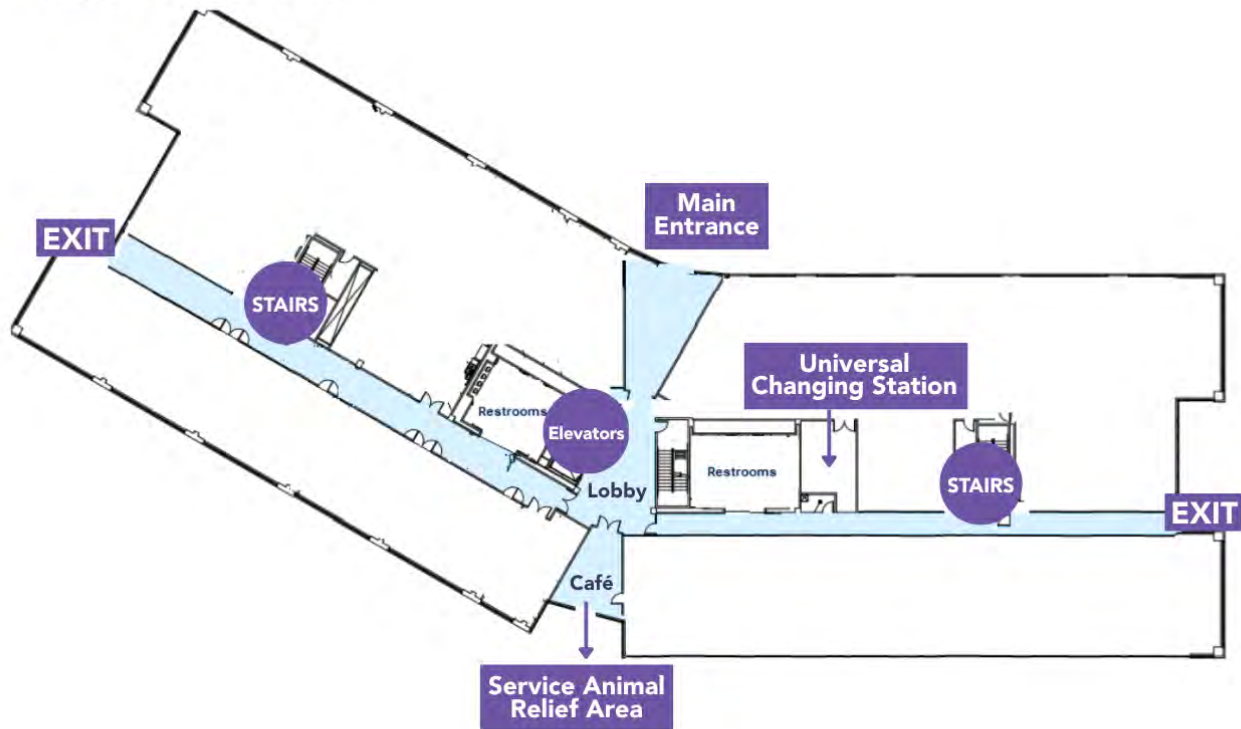 Main
Entrance
EXIT
STAIRS
Universal
Changing Station
Restrooms
Elevators
Restrooms
Lobby
STAIRS
EXIT
Café
Service Animal
Relief Area